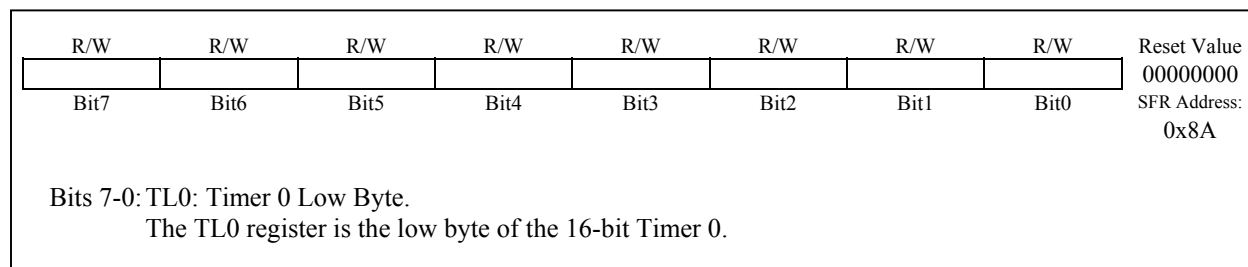 R/W R/W R/W R/W R/W R/W R/W R/W Reset Value
00000000
Bit7 Bit6 Bit5 Bit4 Bit3 Bit2 Bit1 Bit0 SFR Address:
0x8A
Bits 7-0: TL0: Timer 0 Low Byte.
The TL0 register is the low byte of the 16-bit Timer 0.